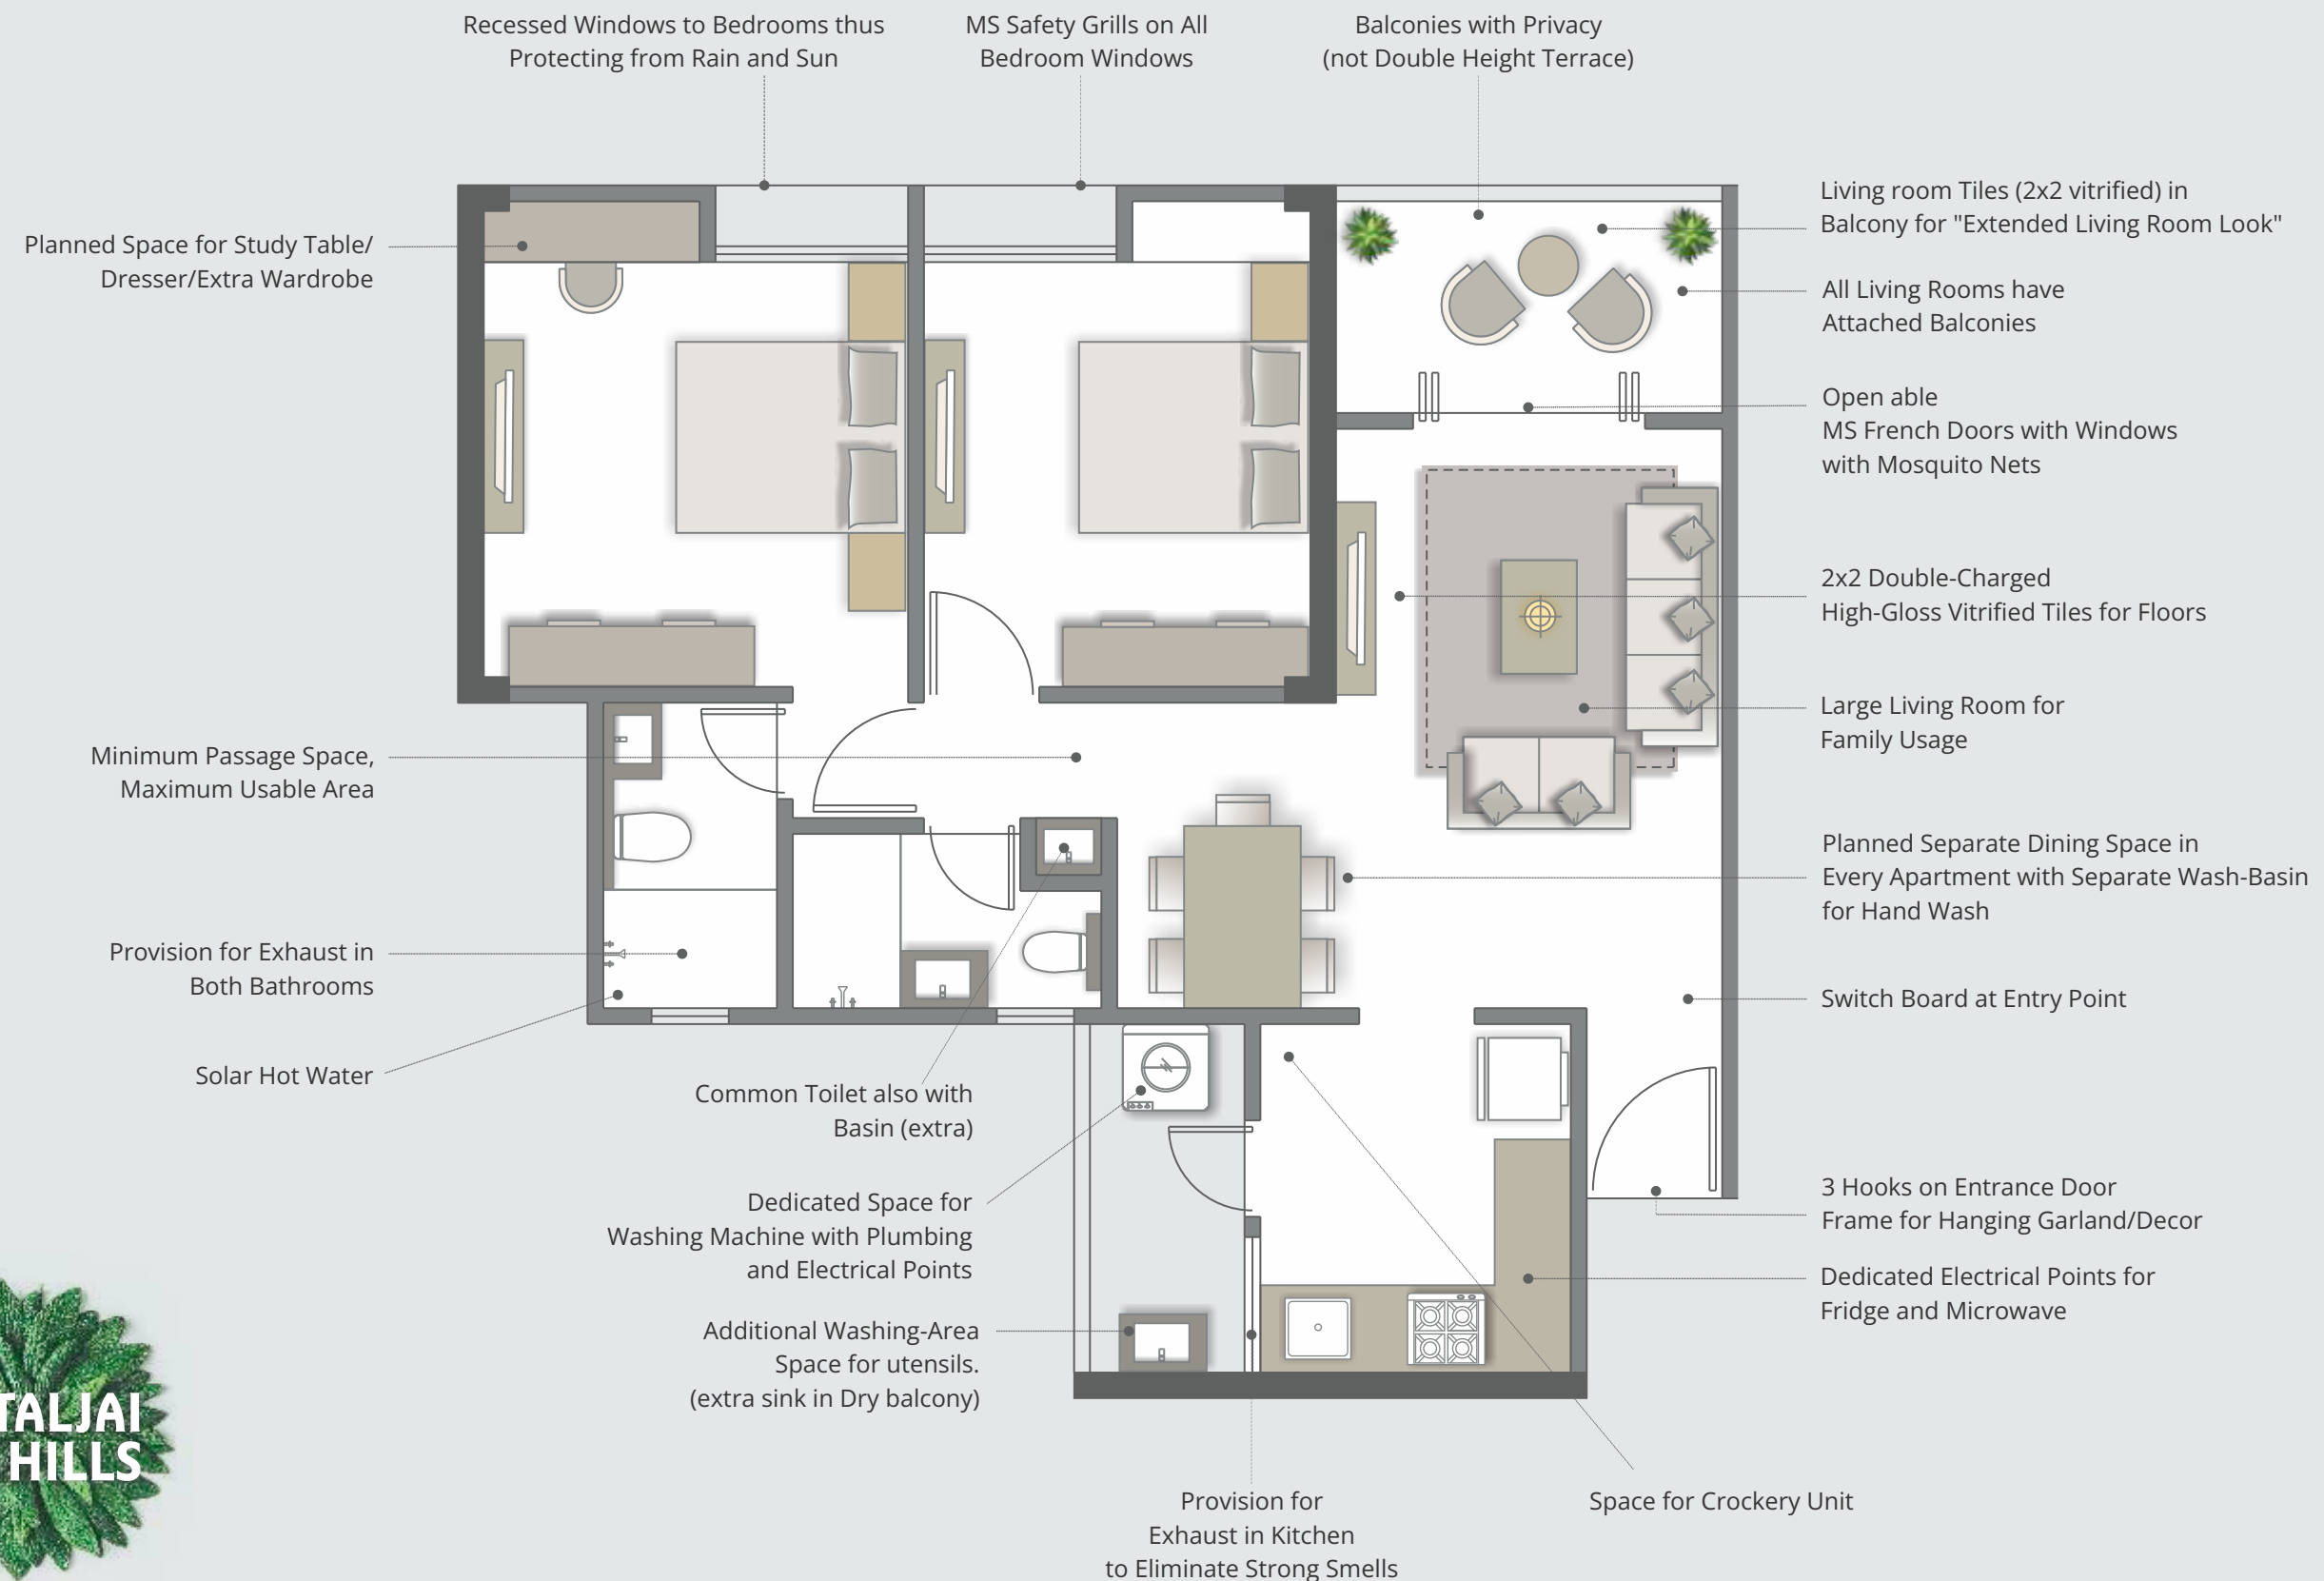 Recessed Windows to Bedrooms thus
Protecting from Rain and Sun
MS Safety Grills on All
Bedroom Windows
Balconies with Privacy
(not Double Height Terrace)
Planned Space for Study Table/
Dresser/Extra Wardrobe
Living room Tiles (2x2 vitrified) in
Balcony for "Extended Living Room Look"
All Living Rooms have
Attached Balconies
Open able
MS French Doors with Windows
with Mosquito Nets
2x2 Double-Charged
High-Gloss Vitrified Tiles for Floors
Large Living Room for
Family Usage
Minimum Passage Space,
Maximum Usable Area
Planned Separate Dining Space in
Every Apartment with Separate Wash-Basin
for Hand Wash
Provision for Exhaust in
Both Bathrooms
Switch Board at Entry Point
Solar Hot Water
Common Toilet also with
Basin (extra)
Dedicated Space for
Washing Machine with Plumbing
and Electrical Points
3 Hooks on Entrance Door
Frame for Hanging Garland/Decor
Dedicated Electrical Points for
Fridge and Microwave
Additional Washing-Area
Space for utensils.
(extra sink in Dry balcony)
TALJAI
HILLS
Provision for
Exhaust in Kitchen
to Eliminate Strong Smells
Space for Crockery Unit